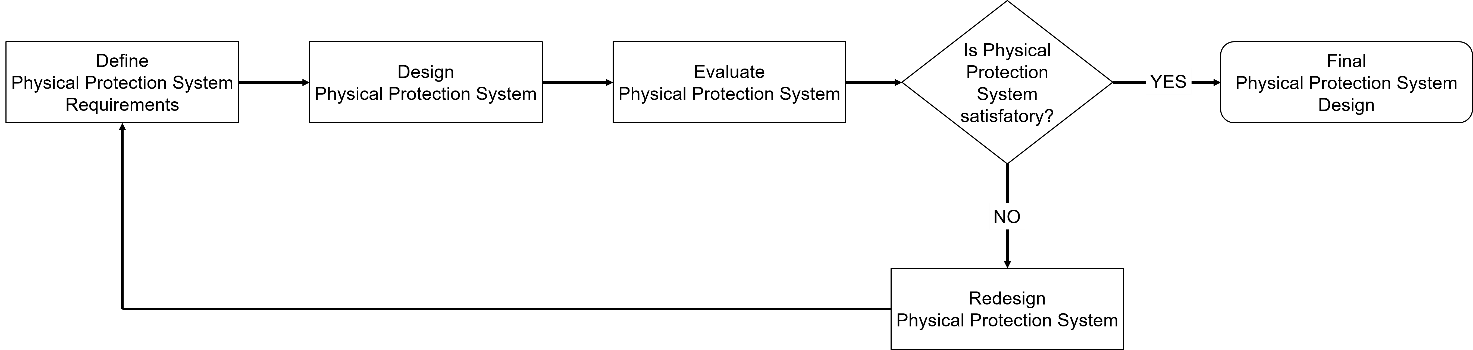 Define
Physical Protection System
Requirements
Design
Physical Protection System
Evaluate
Physical Protection System
Is Physical
Protection
System
satisfatory?
YES
Final
Physical Protection System
Design
NO
Redesign
Physical Protection System